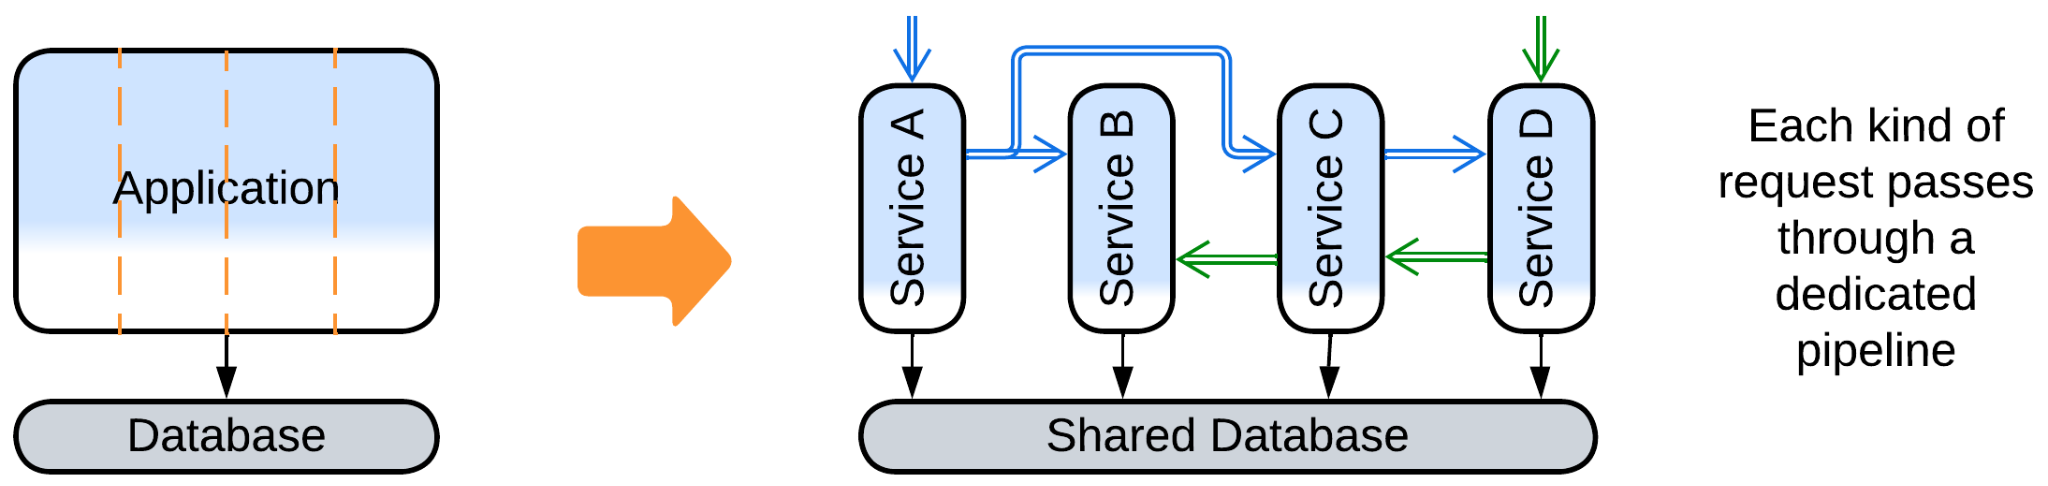 Application
Database
Service A
Service B
Service C
Service D
Shared Database
Each kind of
request passes
through a
dedicated
pipeline